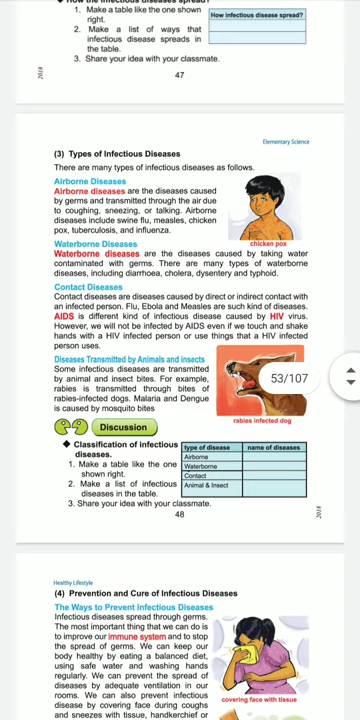 How the infectious diseases spread?
1. Make a table like the one shown
right.
2. Make a list of ways that
infectious disease spreads in
the table.
3. Share your idea with your classmate.
How infectious disease spread?
2018
47
Elementary Science
(3) Types of Infectious Diseases
There are many types of infectious diseases as follows.
Airborne Diseases
Airborne diseases are the diseases caused
by germs and transmitted through the air due
to coughing, sneezing, or talking. Airborne
diseases include swine flu, measles, chicken
pox, tuberculosis, and influenza.
chicken pox
Waterborne Diseases
Waterborne diseases are the diseases caused by taking water
contaminated with germs. There are many types of waterborne
diseases, including diarrhoea, cholera, dysentery and typhoid.
Contact Diseases
Contact diseases are diseases caused by direct or indirect contact with
an infected person. Flu, Ebola and Measles are such kind of diseases.
AIDS is different kind of infectious disease caused by HIV virus.
However, we will not be infected by AIDS even if we touch and shake
hands with a HIV infected person or use things that a HIV infected
person uses.
Diseases Transmitted by Animals and insects
Some infectious diseases are transmitted
by animal and insect bites. For example,
rabies is transmitted through bites of
rabies-infected dogs. Malaria and Dengue
is caused by mosquito bites
53/107
rabies infected dog
Discussion
◆ Classification of infectious
diseases.
1. Make a table like the one
shown right.
2. Make a list of infectious
diseases in the table.
3. Share your idea with your classmate.
type of disease name of diseases
Airborne
Waterborne
Contact
Animal & Insect
48
2018
Healthy Lifestyle
(4) Prevention and Cure of Infectious Diseases
The Ways to Prevent Infectious Diseases
Infectious diseases spread through germs.
The most important thing that we can do is
to improve our immune system and to stop
the spread of germs. We can keep our
body healthy by eating a balanced diet,
using safe water and washing hands
regularly. We can prevent the spread of
diseases by adequate ventilation in our
rooms. We can also prevent infectious
disease by covering face during coughs
and sneezes with tissue, handkerchief or
covering face with tissue